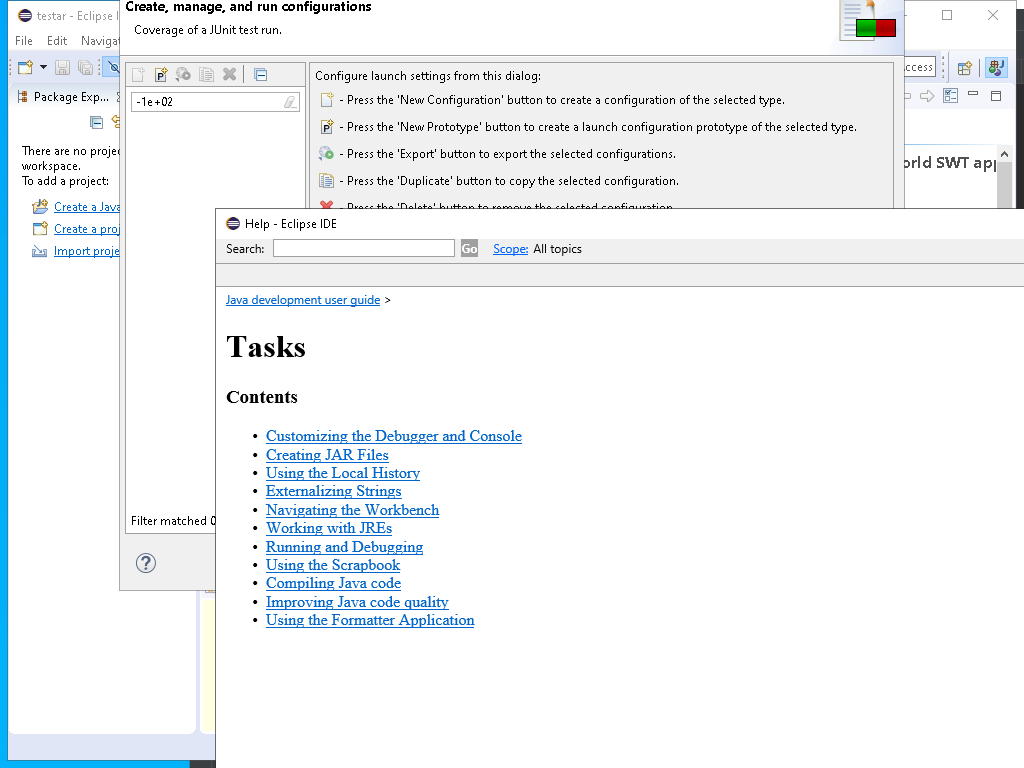 Create, manage, and run configurations
testar - Eclipse
Coverage of a JUnit test run.
File Edit
Configure launch settings from this dialog:
Package Exp...
-1e+02
- Press the 'New Configuration' button to create a configuration of the selected type.
- Press the 'New Prototype' button to create a launch configuration prototype of the selected type.
- Press the 'Export' button to export the selected configurations.
- Press the 'Duplicate' button to copy the selected configuration.
- Press the 'Delete' button to remove the selected configuration.
There are no
workspace.
To add a project:
Create a Java
Create a
Import
SWT
Help - Eclipse IDE
Search: Go Scope: All topics
Java development user guide >
Tasks
Contents
• Customizing the Debugger and Console
• Creating JAR Files
• Using the Local History
• Externalizing Strings
• Navigating the Workbench
• Working with JREs
• Running and Debugging
• Using the Scrapbook
• Compiling Java code
• Improving Java code quality
• Using the Formatter Application
Filter matched 0
?